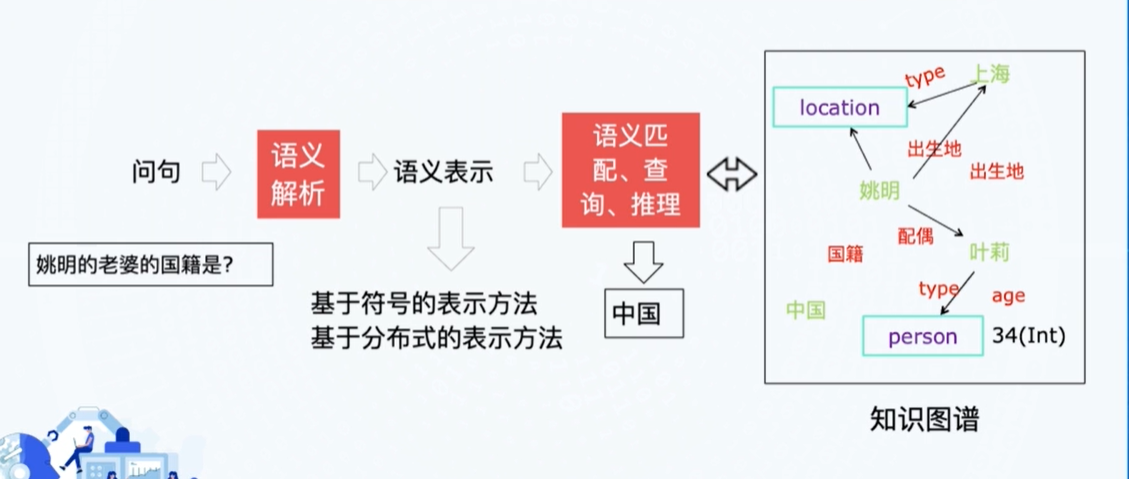 问句
语义
解析
语义表示
语义匹
配、查
询、推理
姚明的老婆的国籍是?
基于符号的表示方法
基于分布式的表示方法
中国
type
上海
location
出生地
出生地
姚明
配偶
国籍
叶莉
type
age
中国
person
34(Int)
知识图谱